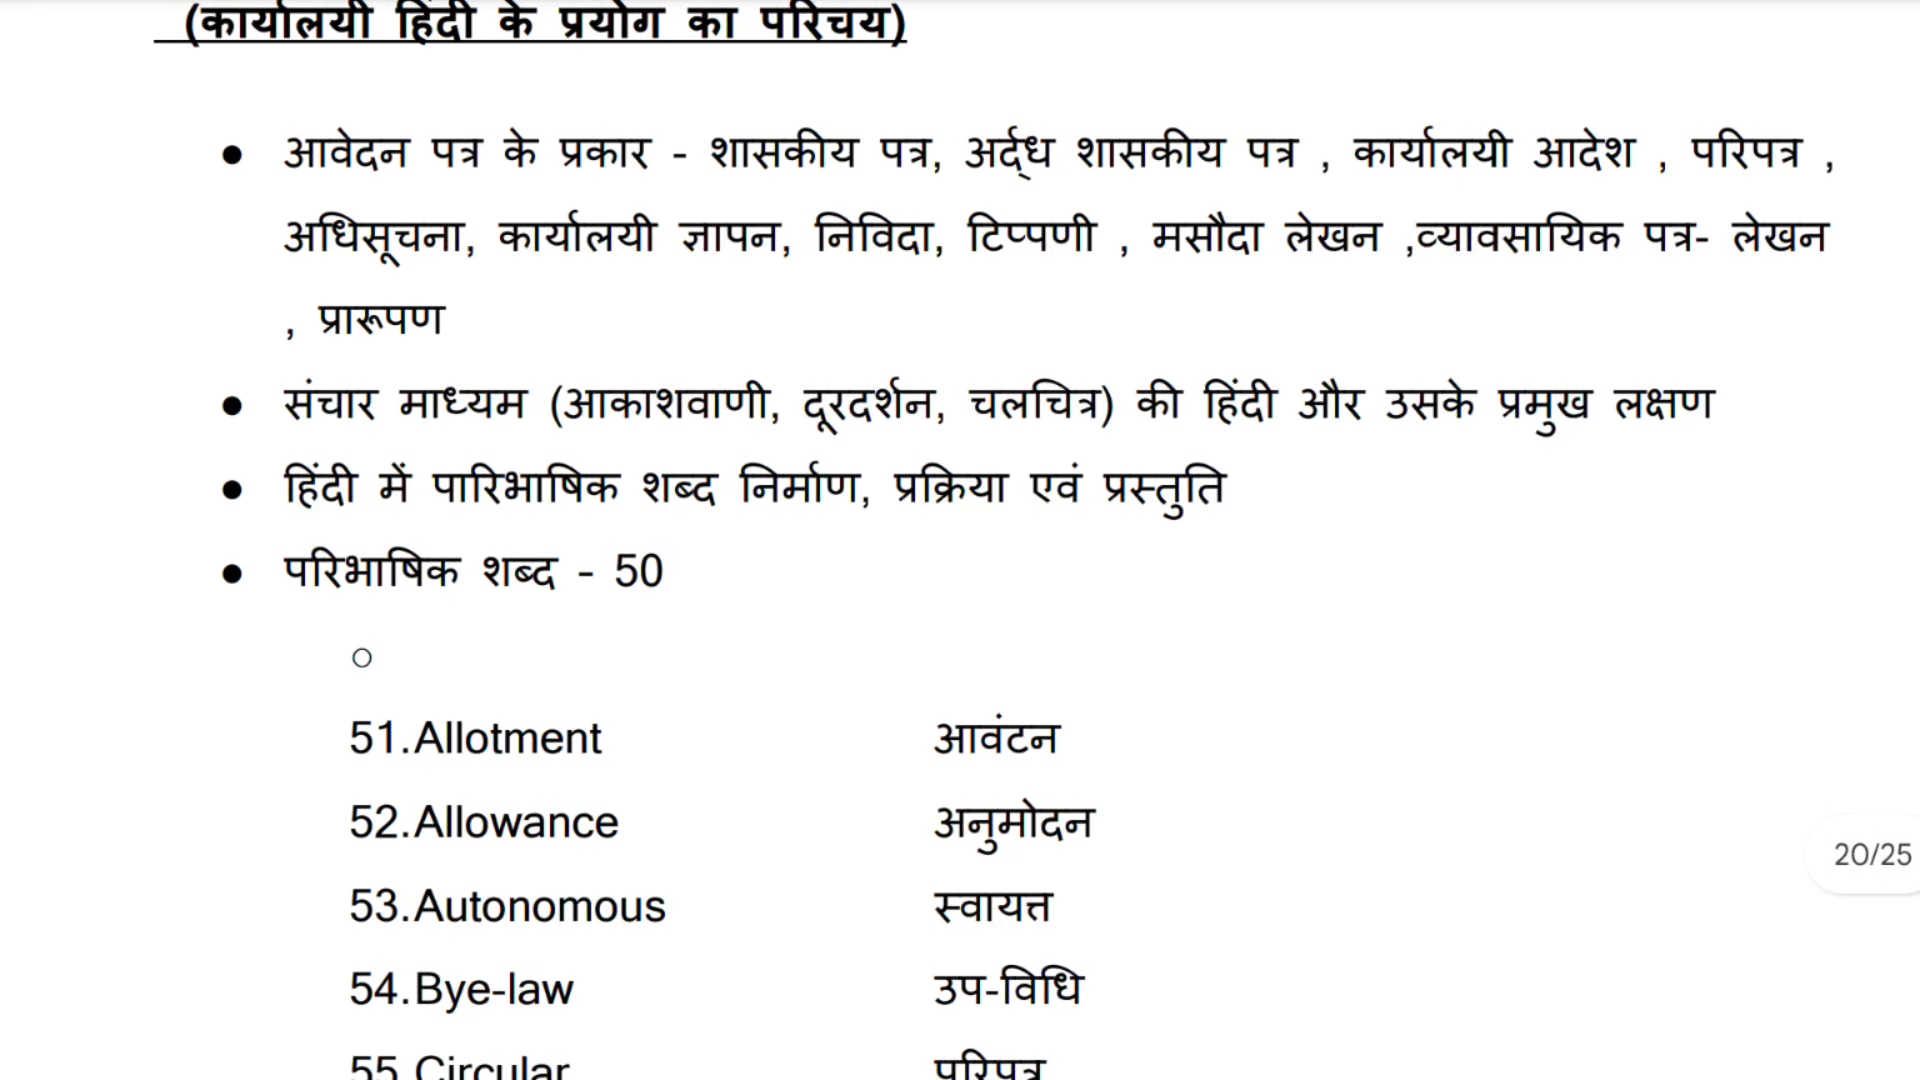 (कार्यालयी हिंदी के प्रयोग का परिचय)
● आवेदन पत्र के प्रकार - शासकीय पत्र, अर्द्ध शासकीय पत्र , कार्यालयी आदेश , परिपत्र ,
अधिसूचना, कार्यालयी ज्ञापन, निविदा, टिप्पणी , मसौदा लेखन ,व्यावसायिक पत्र- लेखन
, प्रारूपण
● संचार माध्यम (आकाशवाणी, दूरदर्शन, चलचित्र) की हिंदी और उसके प्रमुख लक्षण
● हिंदी में पारिभाषिक शब्द निर्माण, प्रक्रिया एवं प्रस्तुति
● परिभाषिक शब्द - 50
○
51.Allotment आवंटन
52.Allowance अनुमोदन
20/25
53.Autonomous स्वायत्त
54.Bye-law उप-विधि
55.Circular परिपत्र